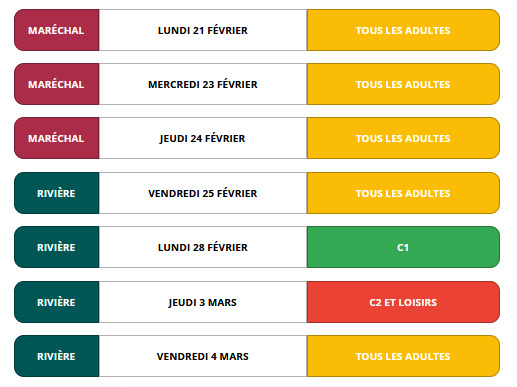 MARÉCHAL LUNDI 21 FÉVRIER TOUS LES ADULTES
MARÉCHAL MERCREDI 23 FÉVRIER TOUS LES ADULTES
MARÉCHAL JEUDI 24 FÉVRIER TOUS LES ADULTES
RIVIÈRE VENDREDI 25 FÉVRIER TOUS LES ADULTES
RIVIÈRE LUNDI 28 FÉVRIER C1
RIVIÈRE JEUDI 3 MARS C2 ET LOISIRS
RIVIÈRE VENDREDI 4 MARS TOUS LES ADULTES